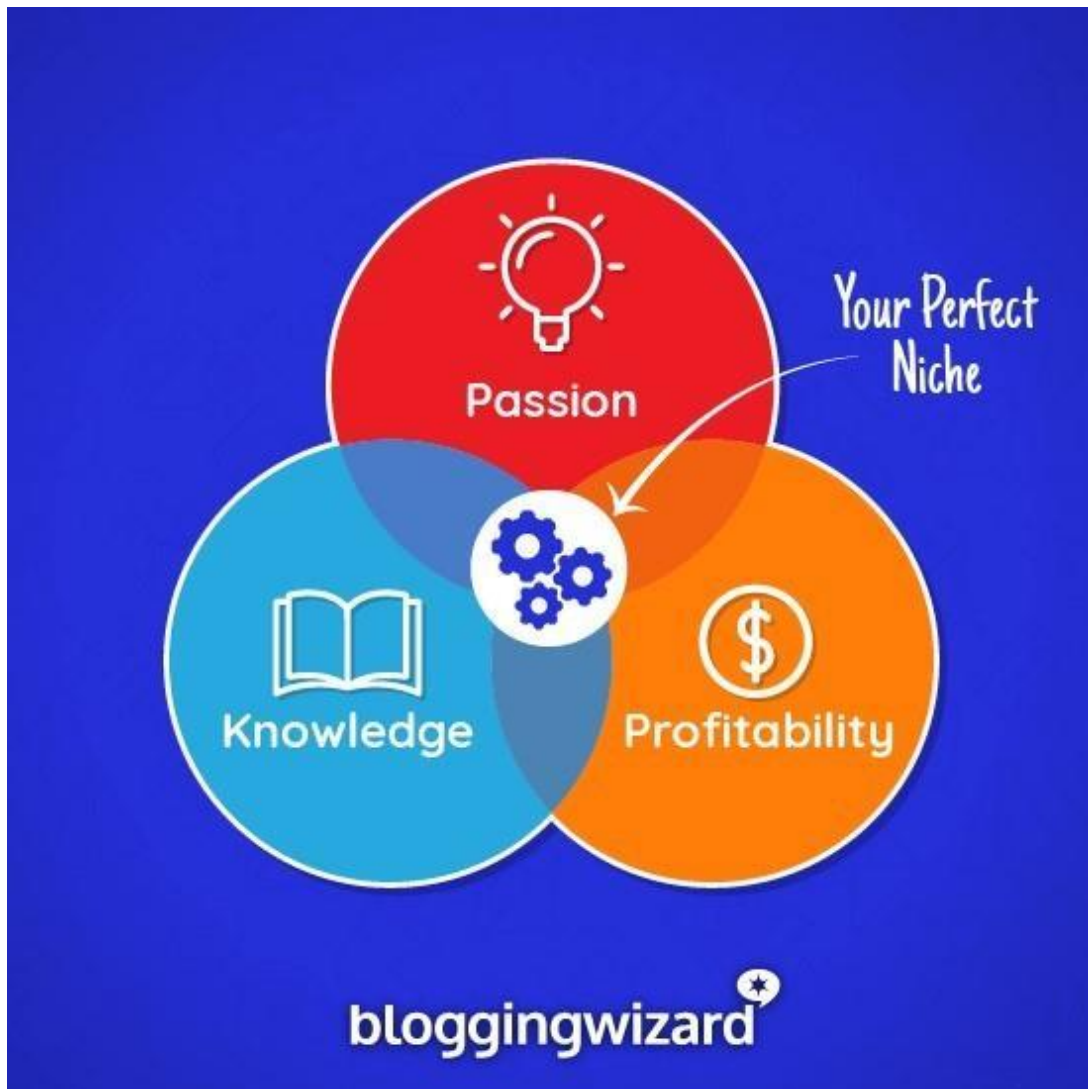 Passion
Your Perfect
Niche
Knowledge
$
Profitability
bloggingwizard